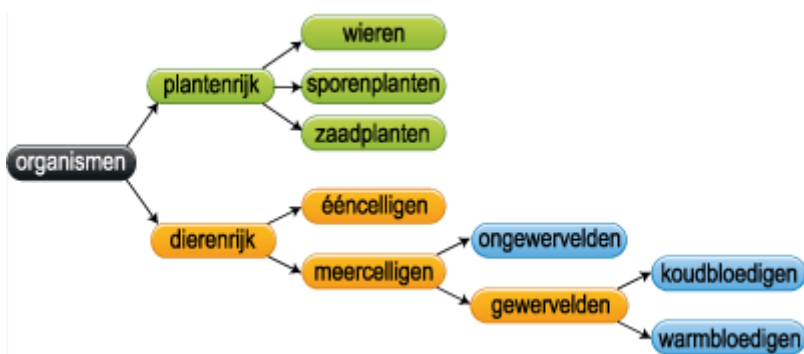 wieren
plantenrijk
sporenplanten
zaadplanten
organismen
dierenrijk
ééncelligen
meercelligen
ongewervelden
gewervelden
koudbloedigen
warmbloedigen